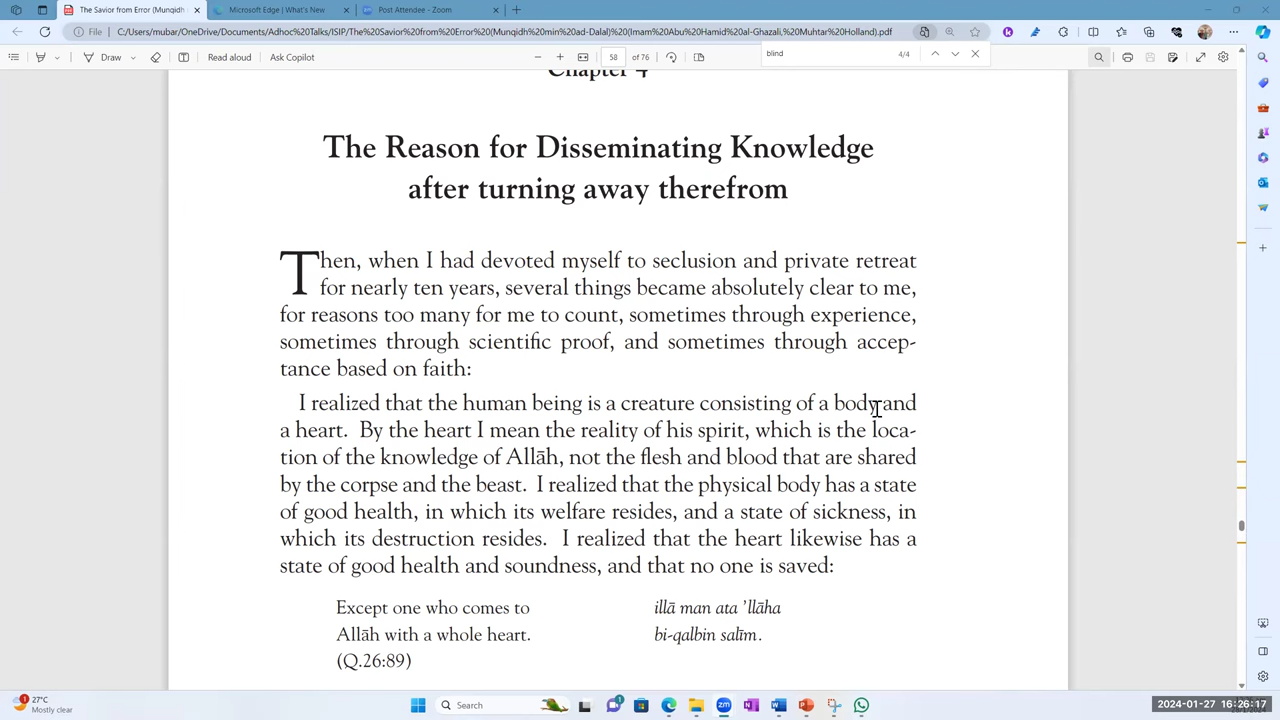 The Savior from Error (Munqidh
Microsoft Edge | What's New
Post Attendee - Zoom
File
C:/Users/mubar/OneDrive/Documents/Adhoc%20Talks/ISIP/The%20Savior%20from%20Error%20(Munqidh%20min%20ad-Dalal)%20(Imam%20Abu%20Hamid%20al-Ghazali,%20Muhtar%20Holland).pdf
Draw
Read aloud
Ask Copilot
58 of 76
blind
4/4
Chapter 4
The Reason for Disseminating Knowledge
after turning away therefrom
Then, when I had devoted myself to seclusion and private retreat
for nearly ten years, several things became absolutely clear to me,
for reasons too many for me to count, sometimes through experience,
sometimes through scientific proof, and sometimes through accep-
tance based on faith:
I realized that the human being is a creature consisting of a body and
a heart. By the heart I mean the reality of his spirit, which is the loca-
tion of the knowledge of Allāh, not the flesh and blood that are shared
by the corpse and the beast. I realized that the physical body has a state
of good health, in which its welfare resides, and a state of sickness, in
which its destruction resides. I realized that the heart likewise has a
state of good health and soundness, and that no one is saved:
Except one who comes to
Allāh with a whole heart.
(Q.26:89)
illā man ata 'llāha
bi-qalbin salīm.
27°C
Mostly clear
Search
2024-01-27 16:26:17